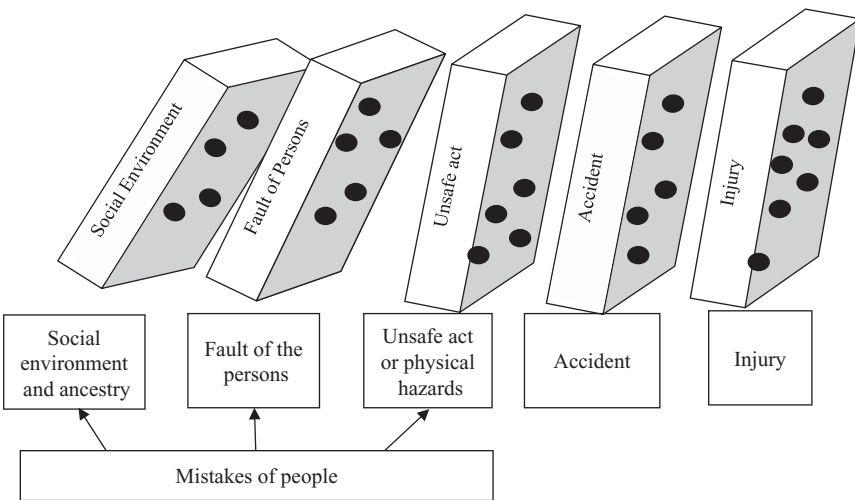 Social Environment
Fault of Persons
Unsafe act
Accident
Injury
Social
environment
and ancestry
Fault of the
persons
Unsafe act
or physical
hazards
Accident
Injury
Mistakes of people